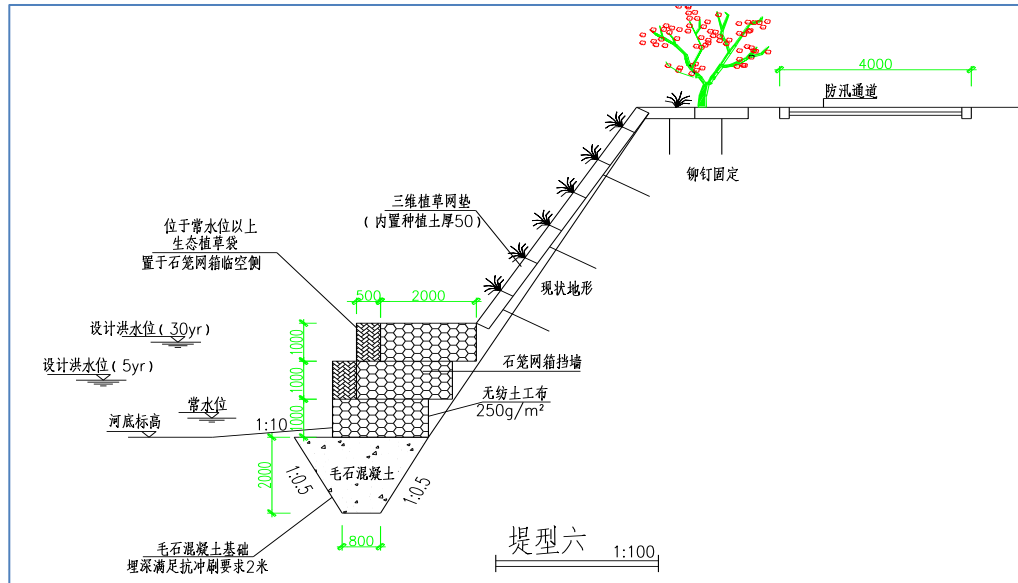 4000
防汛通道
铆钉固定
三维植草网垫
(内置种植土厚50)
位于常水位以上
生态植草袋
置于石笼网箱临空侧
现状地形
500
2000
设计洪水位(30yr)
1000
石笼网箱挡墙
设计洪水位(5yr)
1000
无纺土工布
250g/m²
常水位
1000
河底标高
1:10
毛石混凝土
2000
1:0.5
1:0.5
800
毛石混凝土基础
埋深满足抗冲刷要求2米
堤型六
1:100